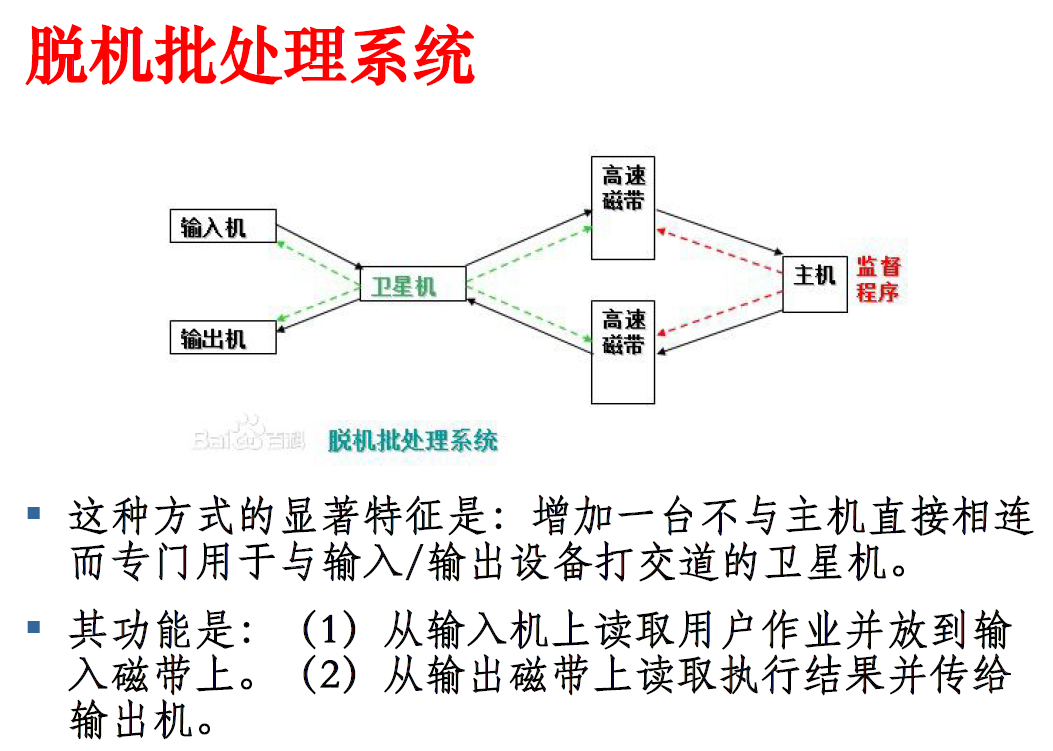 脱机批处理系统
高速
磁带
输入机
卫星机
主机
监督
程序
输出机
高速
磁带
Baidu百科
脱机批处理系统
这种方式的显著特征是：增加一台不与主机直接相连
而专门用于与输入/输出设备打交道的卫星机。
其功能是：（1）从输入机上读取用户作业并放到输
入磁带上。（2）从输出磁带上读取执行结果并传给
输出机。